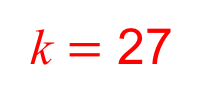 k = 27